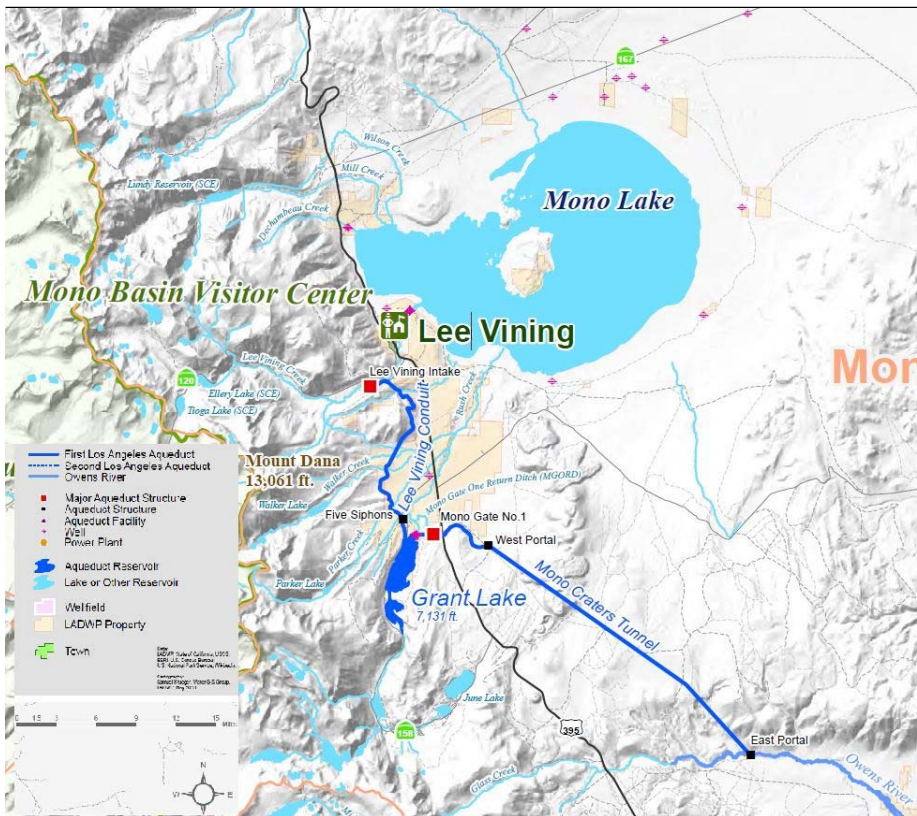 167
Wilson Creek
Mill Creek
Lundy Reservoir (SCE)
Dechambeau Creek
Mono Lake
Mono Basin Visitor Center
Lee Vining
Lee Vining Creek
Lee Vining Intake
120
Ellery Lake (SCE)
Tioga Lake (SCE)
Rush Creek
Mon
Lee Vining Conduit
Mount Dana
13,061 ft.
Walker Creek
Walker Lake
Mono Gate One Return Ditch (MGORD)
Five Siphons
Mono Gate No.1
West Portal
Parker Creek
Parker Lake
Grant Lake
7,131 ft.
Mono Craters Tunnel
June Lake
158
395
East Portal
Glass Creek
Owens River
First Los Angeles Aqueduct
Second Los Angeles Aqueduct
Owens River
Major Aqueduct Structure
Aqueduct Structure
Aqueduct Facility
Well
Power Plant
Aqueduct Reservoir
Lake or Other Reservoir
Wellfield
LADWP Property
Town
0 1.5 3 6 9 12 15
Miles
N
W E
S